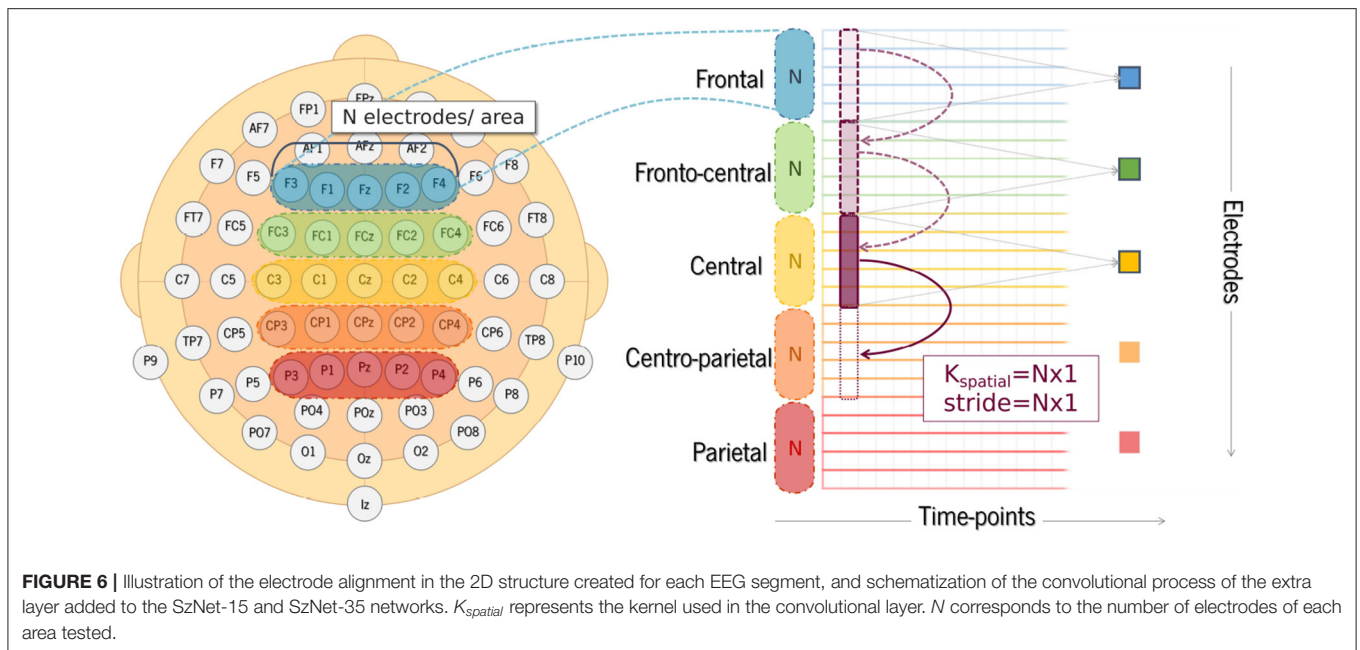 FPz
FP1
N electrodes/ area
AF7
AF1
AFz
AF2
F7
F5
F3
F1
Fz
F2
F4
F6
F8
FT7
FC5
FC3
FC1
FCz
FC2
FC4
FC6
FT8
C7
C5
C3
C1
Cz
C2
C4
C6
C8
TP7
CP5
CP3
CP1
CPz
CP2
CP4
CP6
TP8
P9
P10
P7
P5
P3
P1
Pz
P2
P4
P6
P8
PO7
PO4
POz
PO3
PO8
O1
Oz
O2
Iz
Frontal
N
Fronto-central
N
Central
N
Centro-parietal
N
Parietal
N
Kspatial=Nx1
stride=Nx1
Electrodes
Time-points
FIGURE 6 | Illustration of the electrode alignment in the 2D structure created for each EEG segment, and schematization of the convolutional process of the extra
layer added to the SzNet-15 and SzNet-35 networks. Kspatial represents the kernel used in the convolutional layer. N corresponds to the number of electrodes of each
area tested.